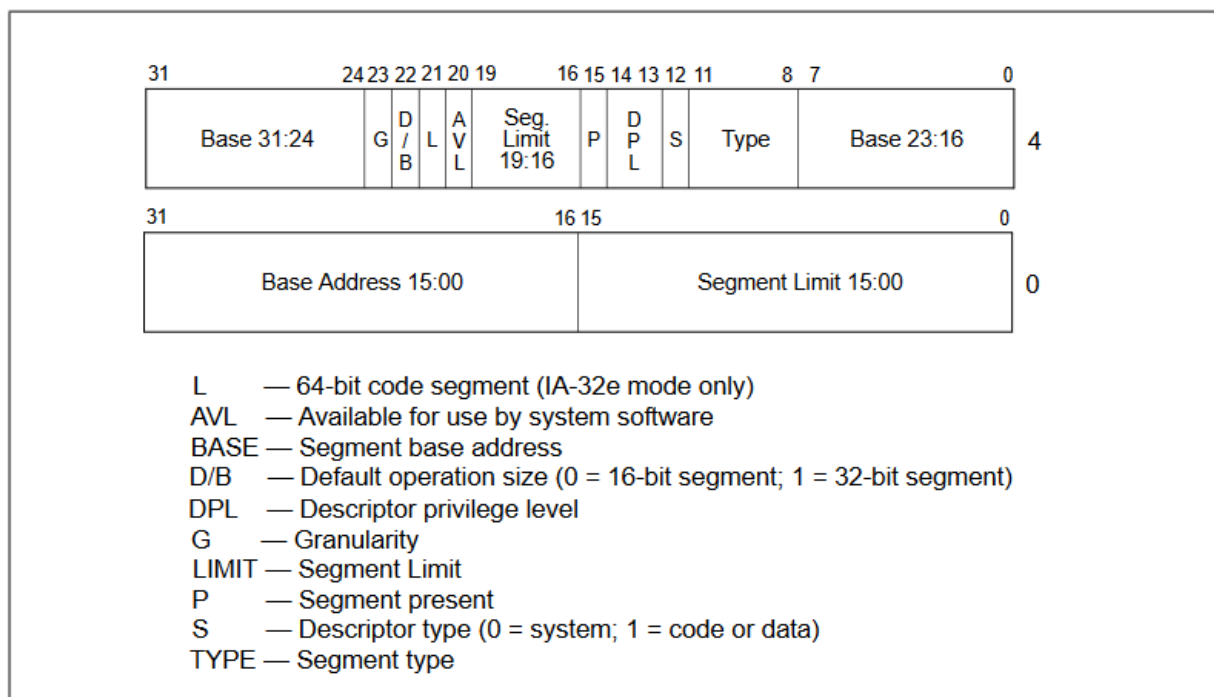 31 24 23 22 21 20 19 16 15 14 13 12 11 8 7 0
Base 31:24 G D/B L AVL Seg. Limit 19:16 P DPL S Type Base 23:16 4
31 16 15 0
Base Address 15:00 Segment Limit 15:00 0
L — 64-bit code segment (IA-32e mode only)
AVL — Available for use by system software
BASE — Segment base address
D/B — Default operation size (0 = 16-bit segment; 1 = 32-bit segment)
DPL — Descriptor privilege level
G — Granularity
LIMIT — Segment Limit
P — Segment present
S — Descriptor type (0 = system; 1 = code or data)
TYPE — Segment type